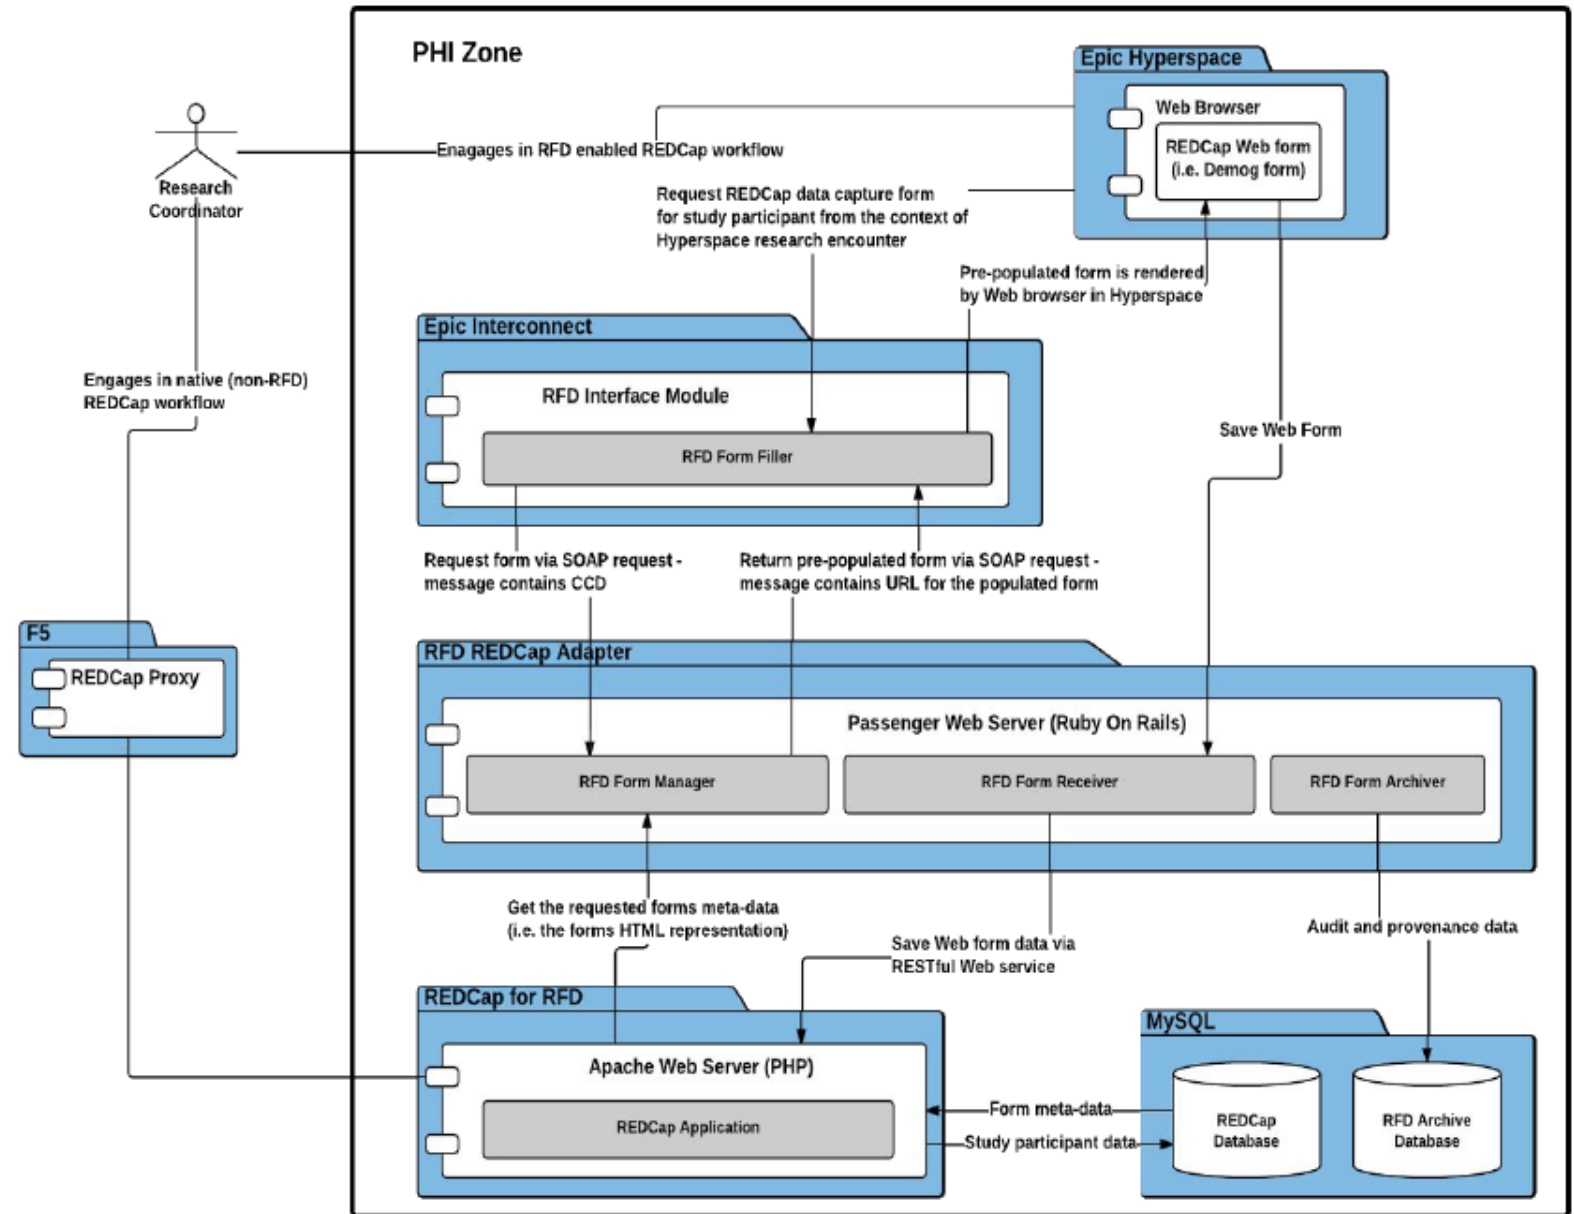 PHI Zone
Epic Hyperspace
Web Browser
REDCap Web form
(i.e. Demog form)
Enagages in RFD enabled REDCap workflow
Research
Coordinator
Request REDCap data capture form
for study participant from the context of
Hyperspace research encounter
Pre-populated form is rendered
by Web browser in Hyperspace
Epic Interconnect
RFD Interface Module
RFD Form Filler
Engages in native (non-RFD)
REDCap workflow
Save Web Form
Request form via SOAP request -
message contains CCD
Return pre-populated form via SOAP request -
message contains URL for the populated form
F5
REDCap Proxy
RFD REDCap Adapter
Passenger Web Server (Ruby On Rails)
RFD Form Manager
RFD Form Receiver
RFD Form Archiver
Get the requested forms meta-data
(i.e. the forms HTML representation)
Save Web form data via
RESTful Web service
Audit and provenance data
REDCap for RFD
Apache Web Server (PHP)
REDCap Application
MySQL
Form meta-data
Study participant data
REDCap
Database
RFD Archive
Database